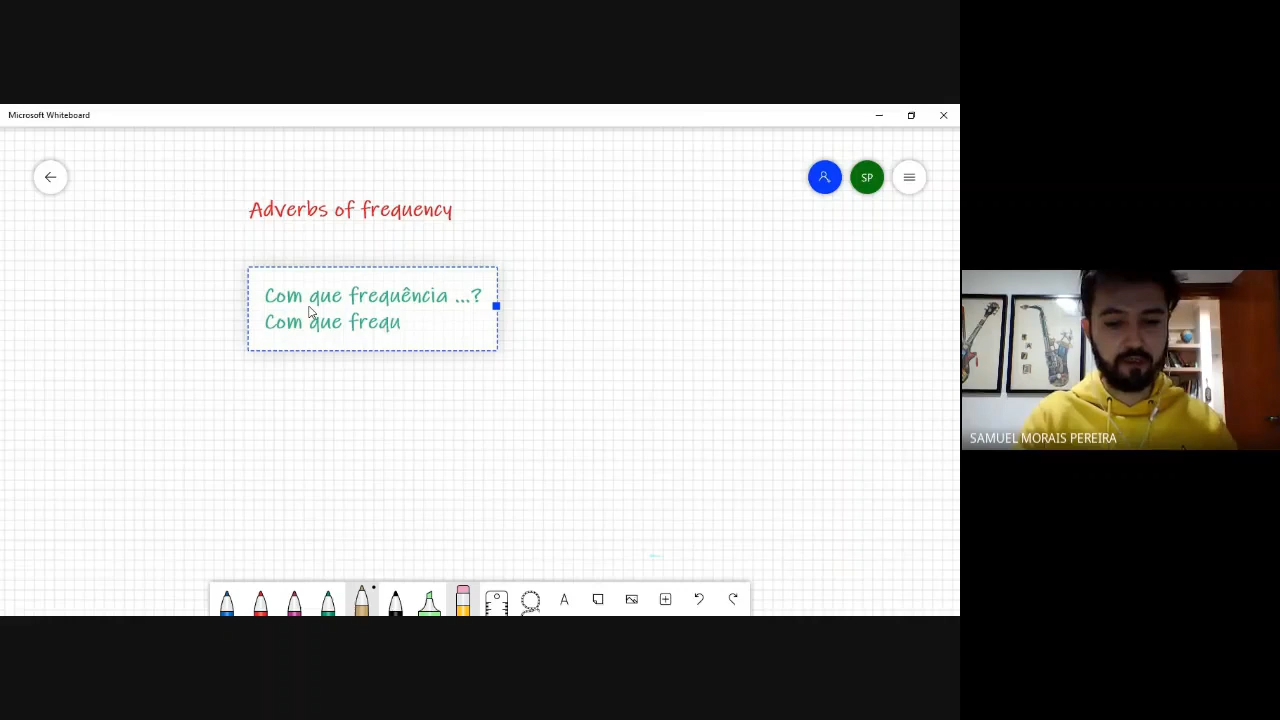 Microsoft Whiteboard
SP
Adverbs of frequency
Com que frequência ...?
Com que frequ
A
SAMUEL MORAIS PEREIRA